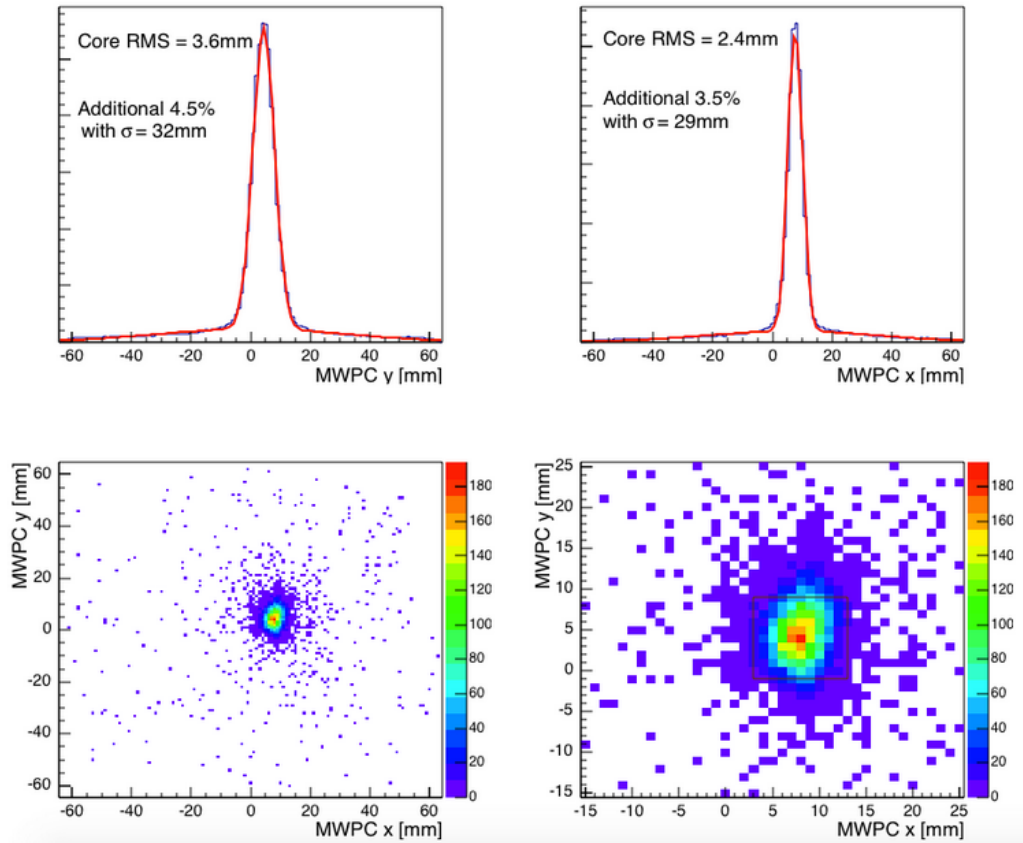 Core RMS = 3.6mm
Additional 4.5%
with σ = 32mm
-60 -40 -20 0 20 40 60
MWPC y [mm]
Core RMS = 2.4mm
Additional 3.5%
with σ = 29mm
-60 -40 -20 0 20 40 60
MWPC x [mm]
MWPC y [mm]
60
40
20
0
-20
-40
-60
-60 -40 -20 0 20 40 60
MWPC x [mm]
180
160
140
120
100
80
60
40
20
0
MWPC y [mm]
25
20
15
10
5
0
-5
-10
-15
-15 -10 -5 0 5 10 15 20 25
MWPC x [mm]
180
160
140
120
100
80
60
40
20
0